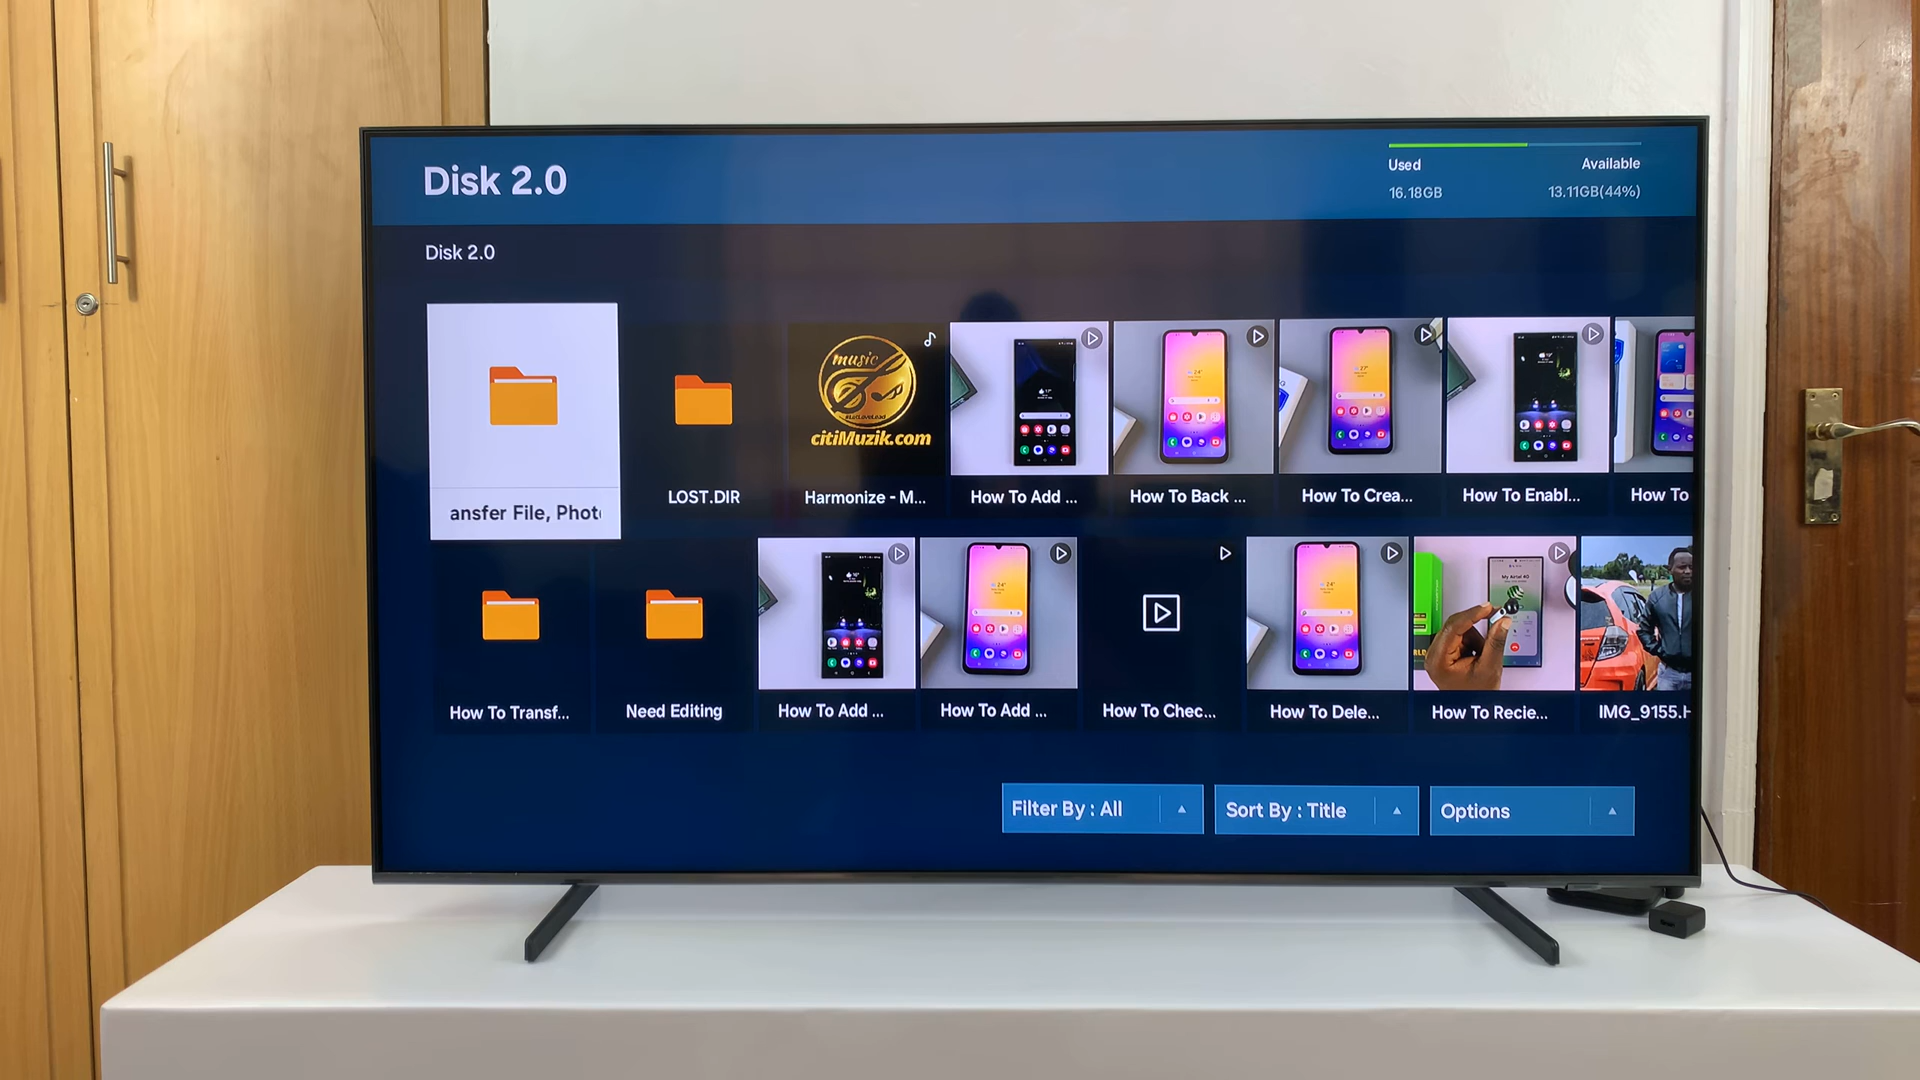 Disk 2.0
Used
Available
16.18GB
13.11GB(44%)
Disk 2.0
music
citiMuzik.com
ansfer File, Phot
LOST.DIR
Harmonize - M...
How To Add ...
How To Back ...
How To Crea...
How To Enabl...
How To
My Airtel 4G
How To Transf...
Need Editing
How To Add ...
How To Add ...
How To Chec...
How To Dele...
How To Recie...
IMG_9155.H
Filter By : All
Sort By : Title
Options